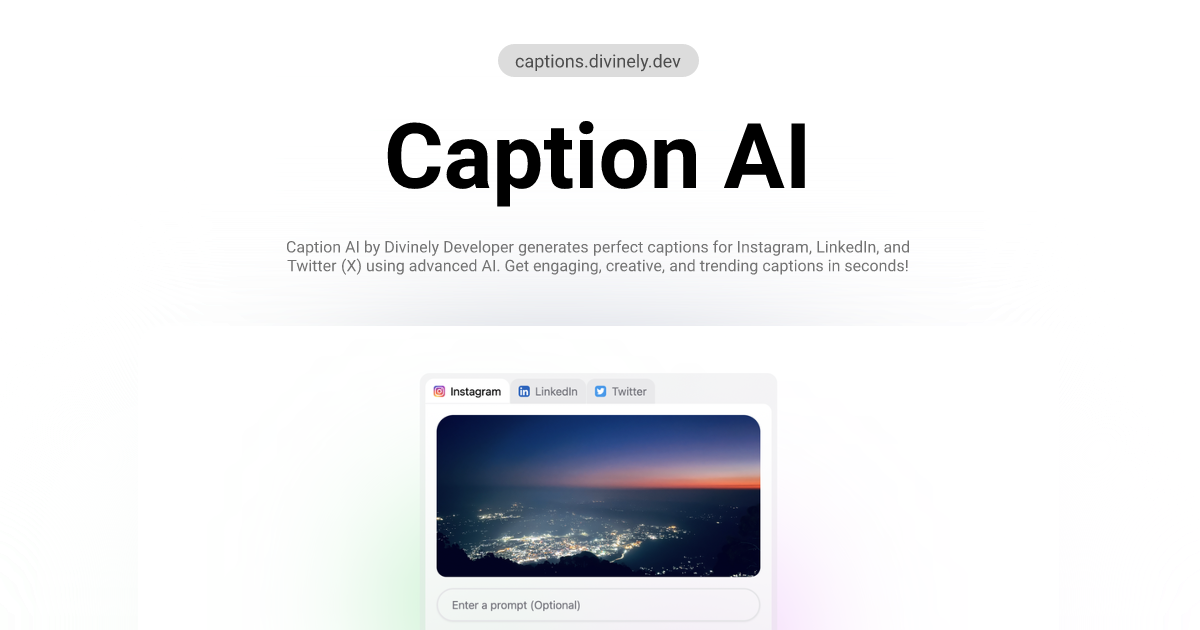 captions.divinely.dev
Caption AI
Caption AI by Divinely Developer generates perfect captions for Instagram, LinkedIn, and
Twitter (X) using advanced AI. Get engaging, creative, and trending captions in seconds!
Instagram LinkedIn Twitter
Enter a prompt (Optional)